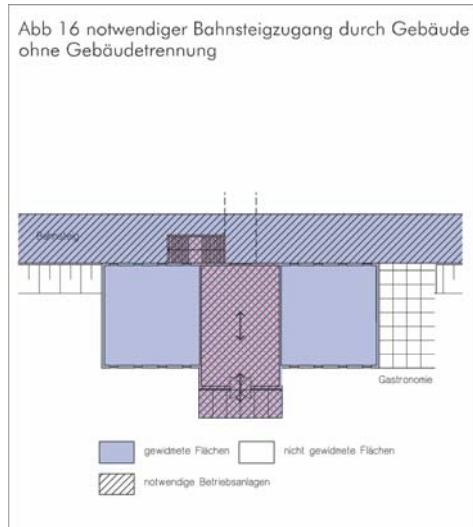 Abb 16 notwendiger Bahnsteigzugang durch Gebäude
ohne Gebäudetrennung
Bahnsteig
Gastronomie
gewidmete Flächen
nicht gewidmete Flächen
notwendige Betriebsanlagen